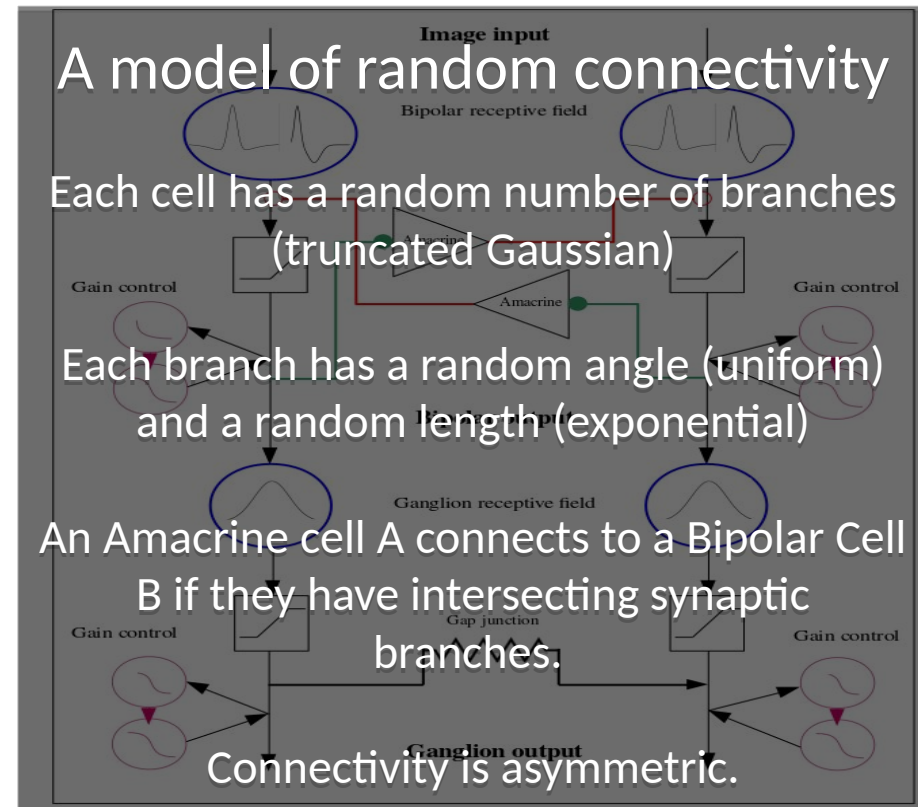 Image input
A model of random connectivity
Bipolar receptive field
Each cell has a random number of branches
(truncated Gaussian)
Amacrine
Gain control
Gain control
Amacrine
Each branch has a random angle (uniform)
and a random length (exponential)
Bipolar output
Ganglion receptive field
An Amacrine cell A connects to a Bipolar Cell
B if they have intersecting synaptic
branches.
Gap junction
Gain control
Gain control
Ganglion output
Connectivity is asymmetric.